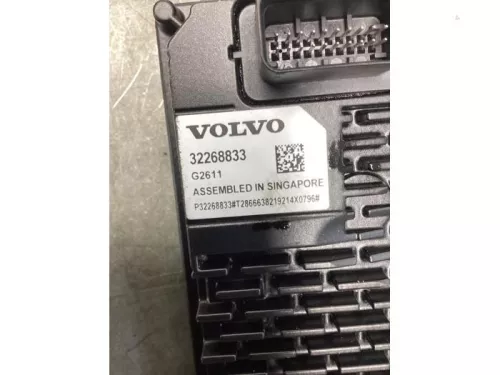 VOLVO
32268833
G2611
ASSEMBLED IN SINGAPORE
P32268833#T2866638219214X0796#